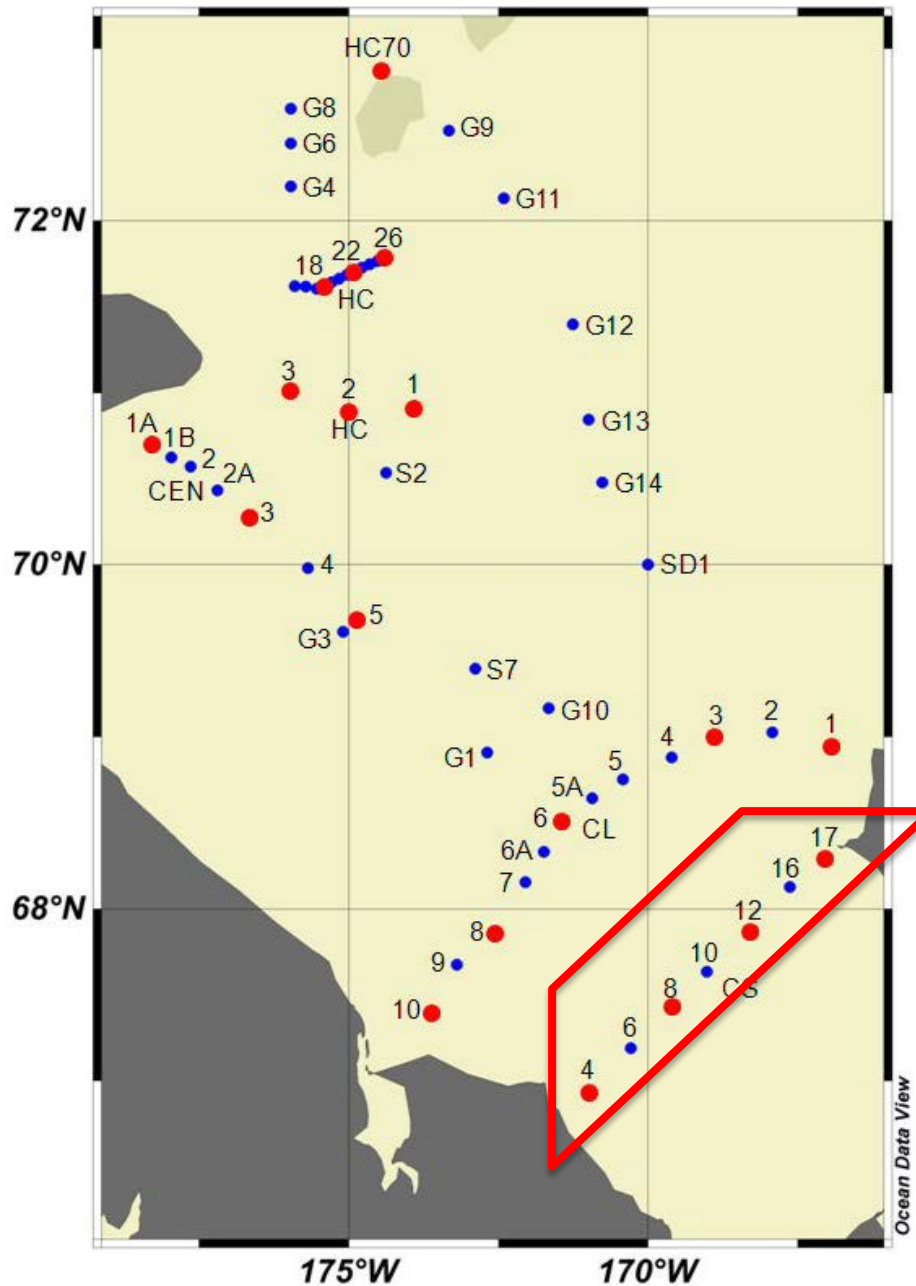 HC70
G8
G9
G6
G4
G11
72°N
26
22
18
HC
G12
3
2
1
HC
G13
1A
1B
2
CEN
2A
S2
G14
3
70°N
4
SD1
5
G3
S7
G10
3
2
1
4
G1
5
5A
6
CL
6A
7
17
16
68°N
12
8
9
10
CS
8
10
6
4
175°W
170°W
Ocean Data View